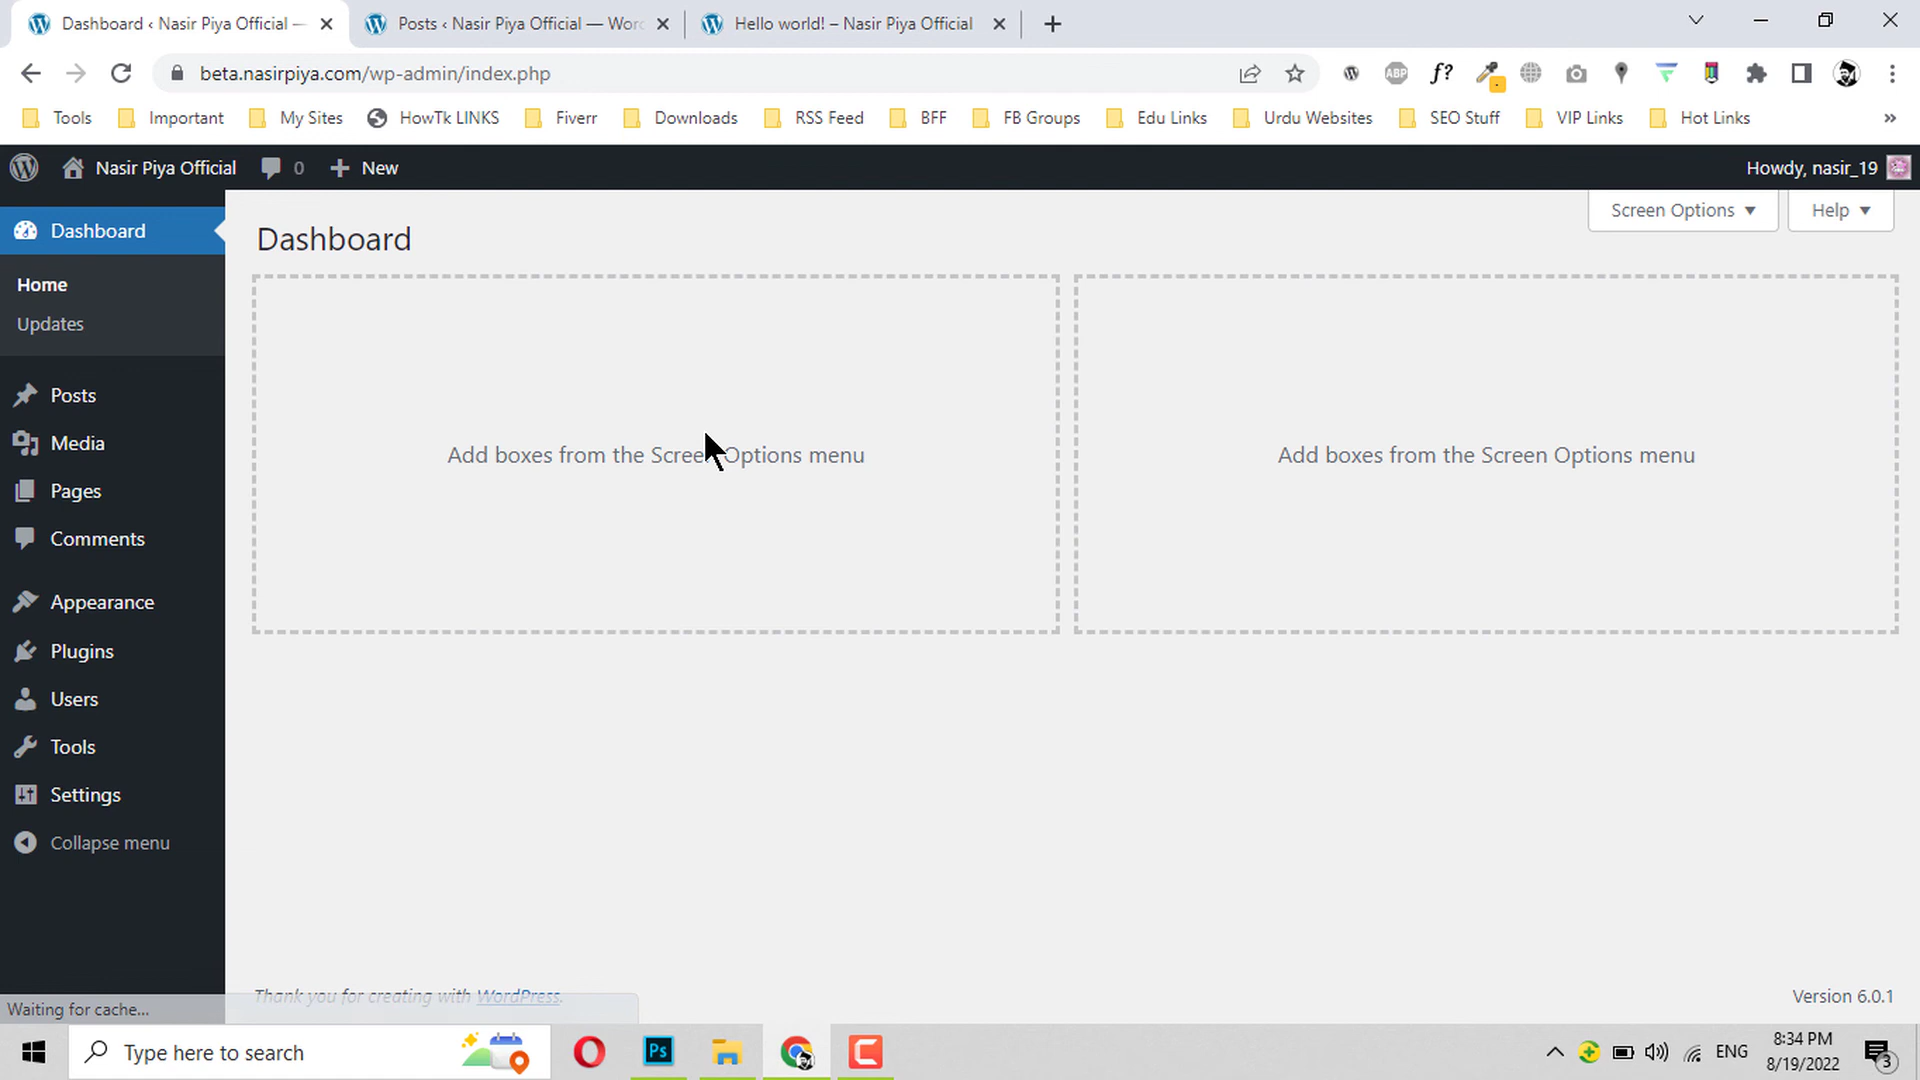 Dashboard ‹ Nasir Piya Official —
Posts ‹ Nasir Piya Official — Word
Hello world! – Nasir Piya Official
beta.nasirpiya.com/wp-admin/index.php
ABP
f?
Tools
Important
My Sites
HowTk LINKS
Fiverr
Downloads
RSS Feed
BFF
FB Groups
Edu Links
Urdu Websites
SEO Stuff
VIP Links
Hot Links
»
Nasir Piya Official
0
New
Howdy, nasir_19
Dashboard
Home
Updates
Posts
Media
Pages
Comments
Appearance
Plugins
Users
Tools
Settings
Collapse menu
Screen Options ▼
Help ▼
Dashboard
Add boxes from the Screen Options menu
Add boxes from the Screen Options menu
Thank you for creating with WordPress.
Version 6.0.1
Waiting for cache...
Type here to search
Ps
ENG
8:34 PM
8/19/2022
3